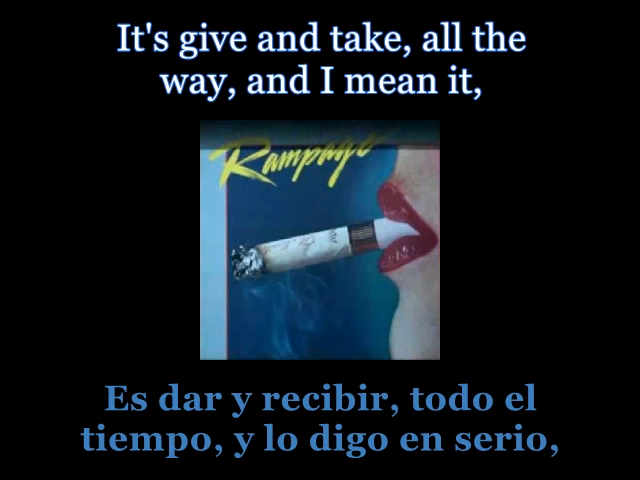 It's give and take, all the
way, and I mean it,
Rampage
Es dar y recibir, todo el
tiempo, y lo digo en serio,